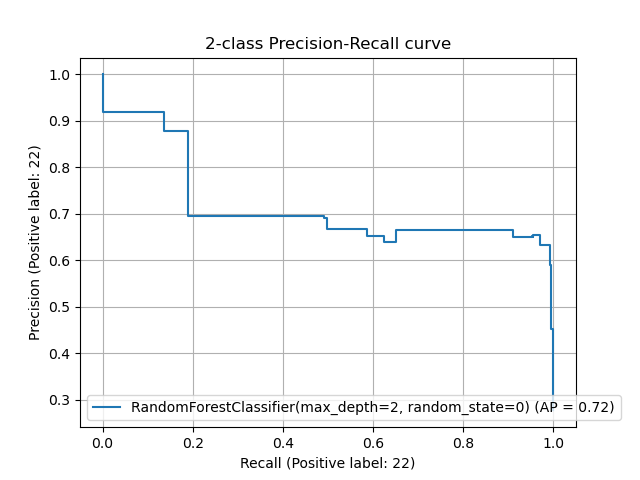 2-class Precision-Recall curve
1.0
0.9
0.8
0.7
0.6
0.5
0.4
0.3
Precision (Positive label: 22)
RandomForestClassifier(max_depth=2, random_state=0) (AP = 0.72)
0.0 0.2 0.4 0.6 0.8 1.0
Recall (Positive label: 22)